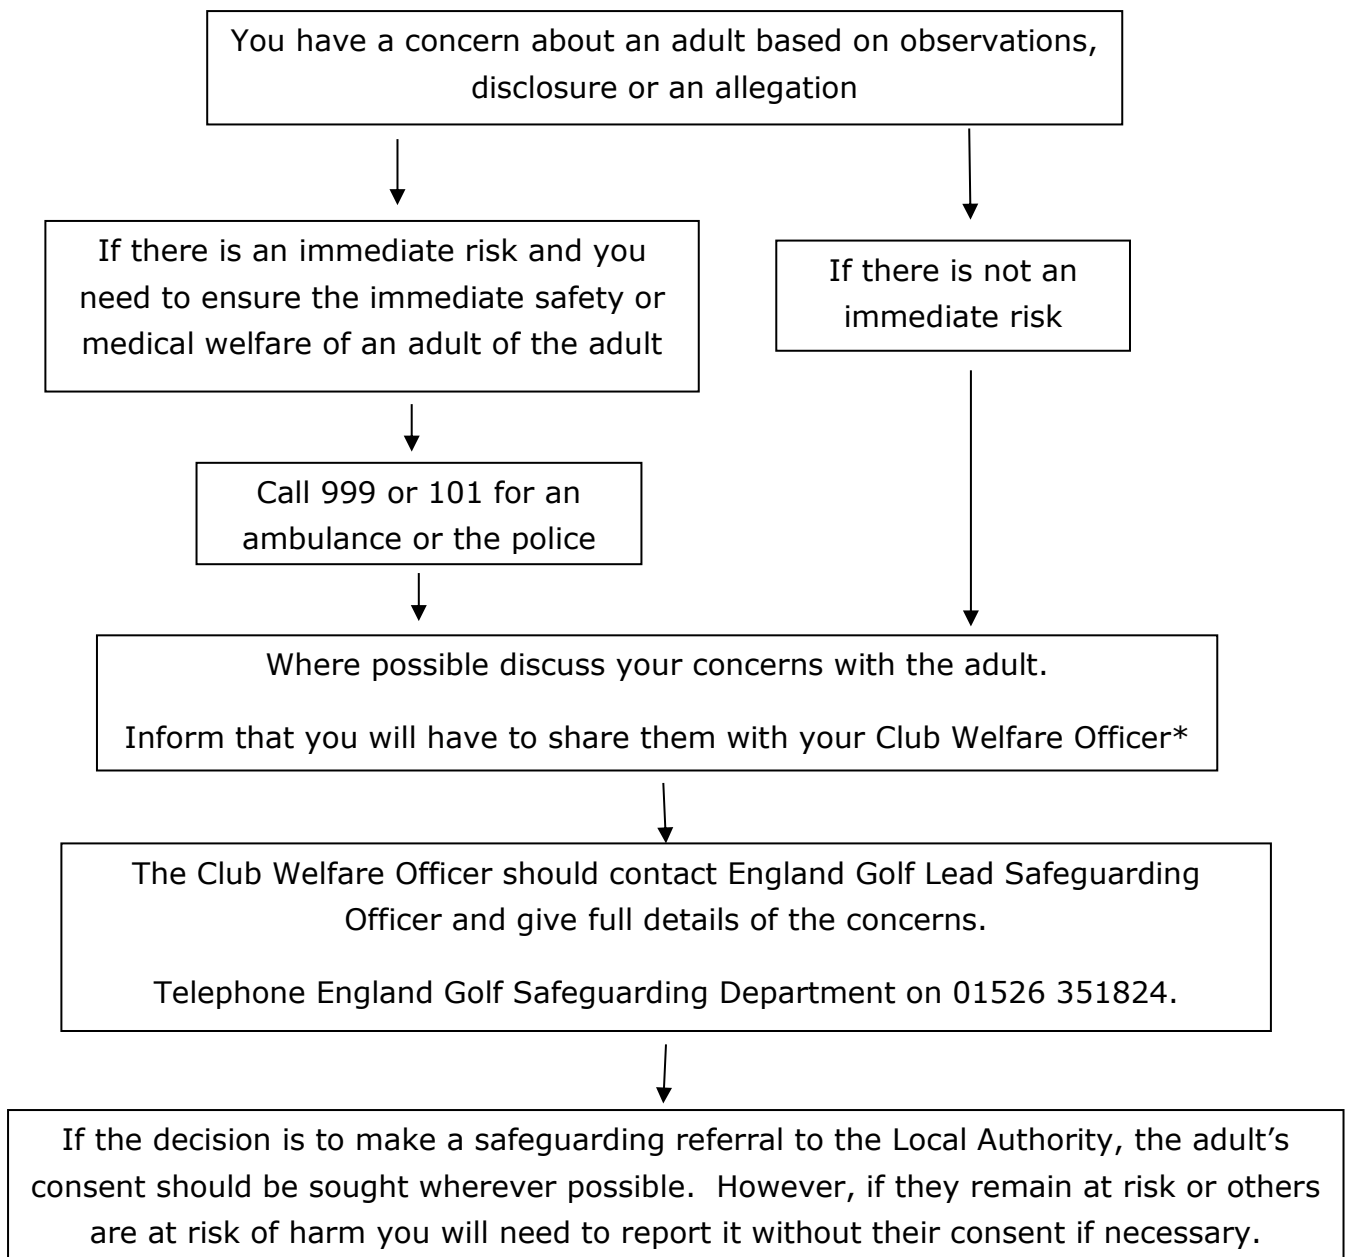 You have a concern about an adult based on observations,
disclosure or an allegation
If there is an immediate risk and you
need to ensure the immediate safety or
medical welfare of an adult of the adult
If there is not an
immediate risk
Call 999 or 101 for an
ambulance or the police
Where possible discuss your concerns with the adult.
Inform that you will have to share them with your Club Welfare Officer*
The Club Welfare Officer should contact England Golf Lead Safeguarding
Officer and give full details of the concerns.
Telephone England Golf Safeguarding Department on 01526 351824.
If the decision is to make a safeguarding referral to the Local Authority, the adult’s
consent should be sought wherever possible.  However, if they remain at risk or others
are at risk of harm you will need to report it without their consent if necessary.